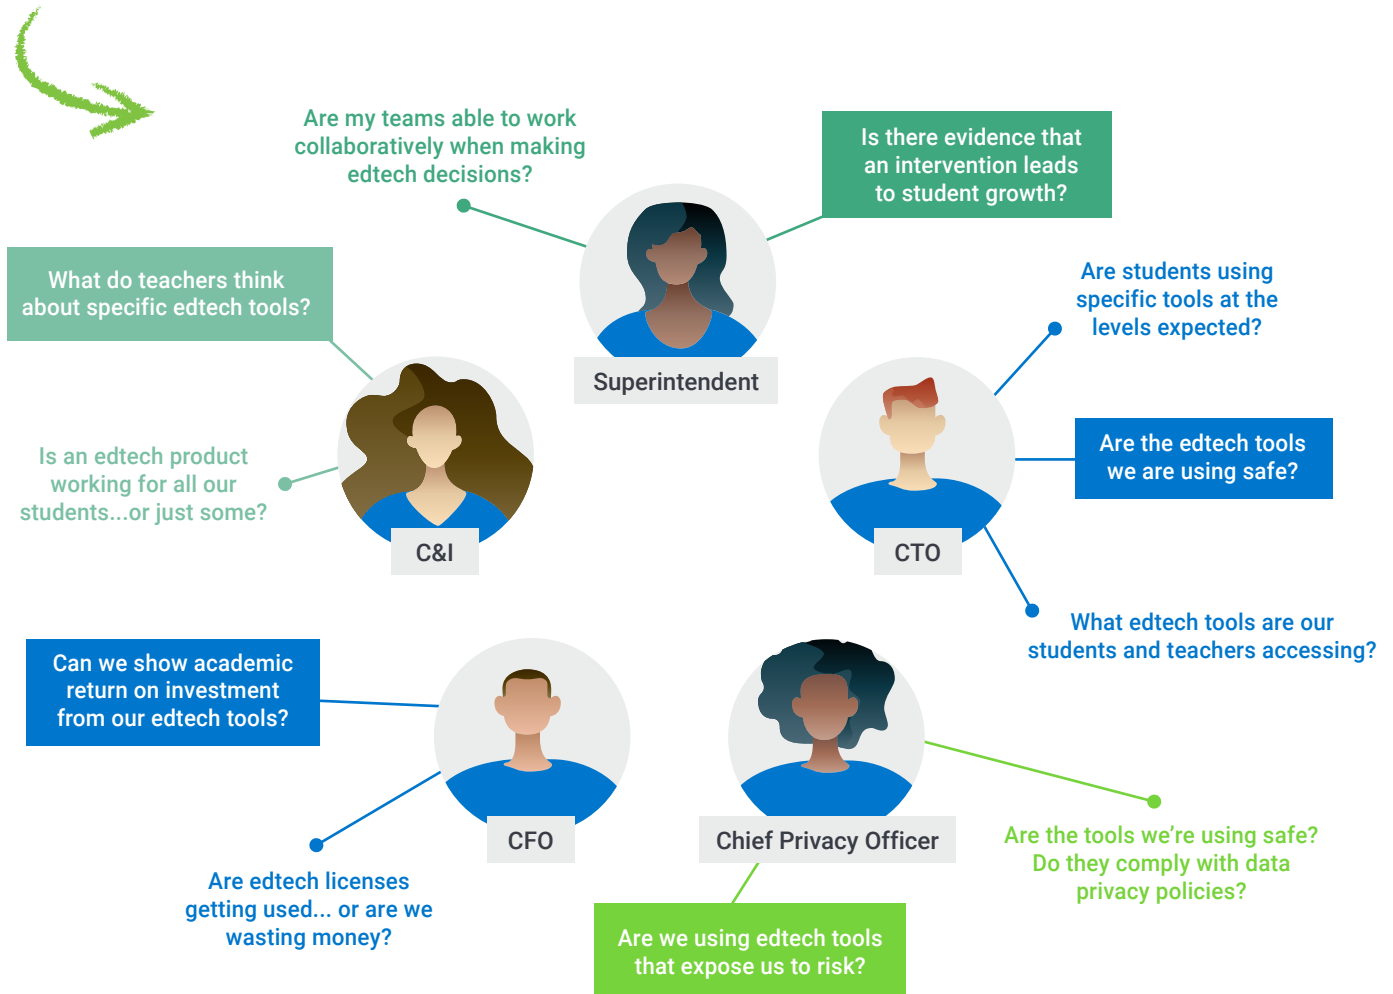 Are my teams able to work
collaboratively when making
edtech decisions?
Is there evidence that
an intervention leads
to student growth?
Superintendent
What do teachers think
about specific edtech tools?
Is an edtech product
working for all our
students...or just some?
C&I
Are students using
specific tools at the
levels expected?
Are the edtech tools
we are using safe?
What edtech tools are our
students and teachers accessing?
CTO
Can we show academic
return on investment
from our edtech tools?
Are edtech licenses
getting used... or are we
wasting money?
CFO
Chief Privacy Officer
Are the tools we’re using safe?
Do they comply with data
privacy policies?
Are we using edtech tools
that expose us to risk?